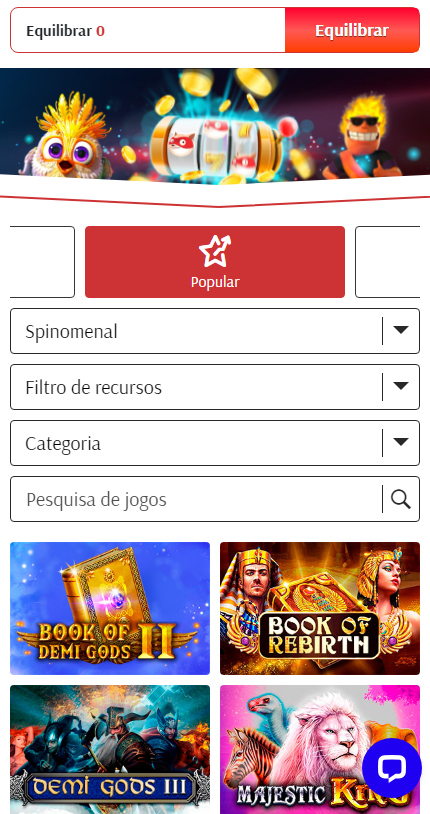 Equilibrar 0
Equilibrar
Popular
Spinomenal
Filtro de recursos
Categoria
Pesquisa de jogos
BOOK OF
DEMI GODS II
BOOK OF
REBIRTH
DEMI GODS III
MAJESTIC KING